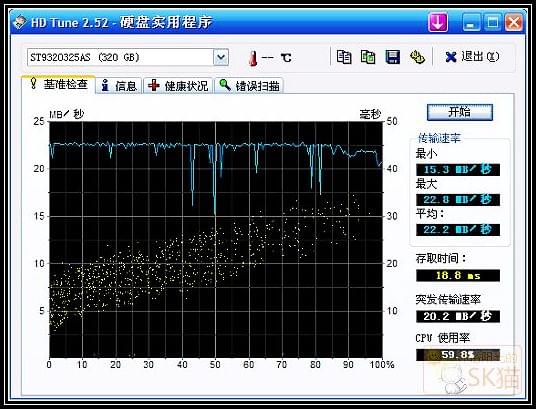 HD Tune 2.52 - 硬盘实用程序
ST9320325AS (320 GB)
-- ℃
退出(X)
基准检查
信息
健康状况
错误扫描
MB/秒
毫秒
开始
25
20
15
10
5
50
40
30
20
10
0
10
20
30
40
50
60
70
80
90
100%
传输速率
最小
15.3 MB/秒
最大
22.8 MB/秒
平均:
22.2 MB/秒
存取时间:
18.8 ms
突发传输速率
20.2 MB/秒
CPU 使用率
59.8%
SK猫